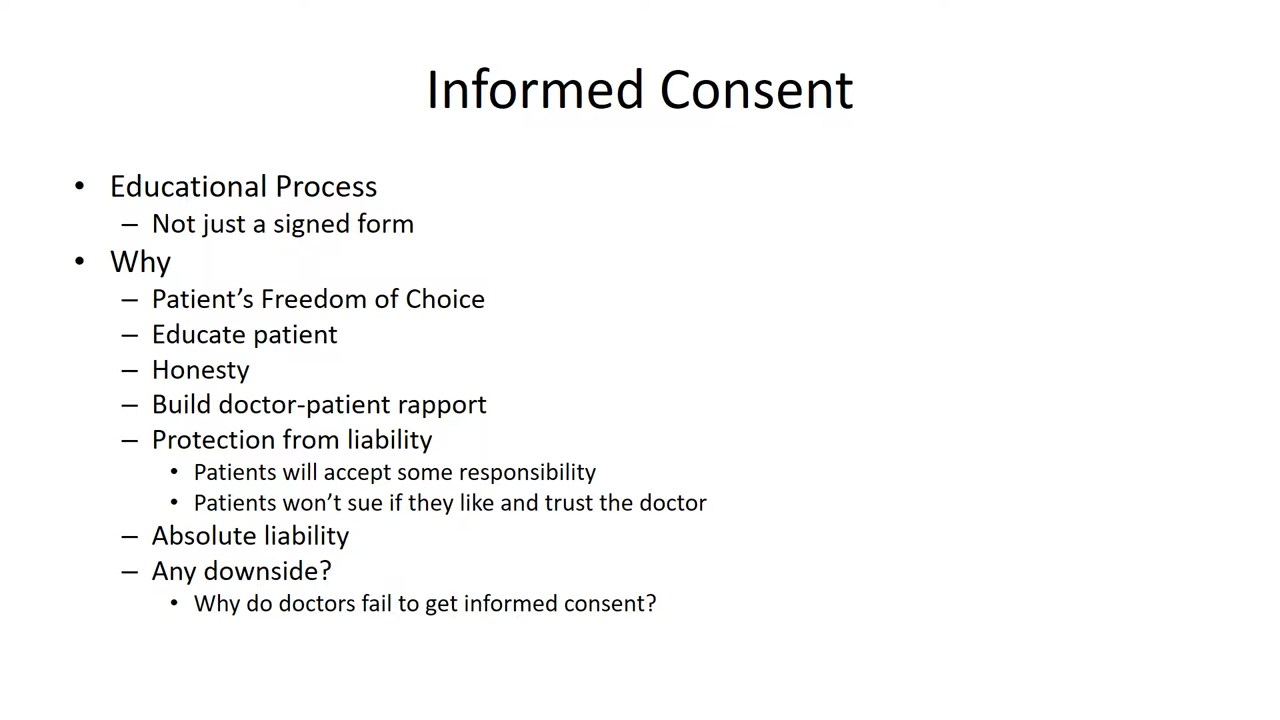 Informed Consent
• Educational Process
– Not just a signed form
• Why
– Patient’s Freedom of Choice
– Educate patient
– Honesty
– Build doctor-patient rapport
– Protection from liability
• Patients will accept some responsibility
• Patients won’t sue if they like and trust the doctor
– Absolute liability
– Any downside?
• Why do doctors fail to get informed consent?